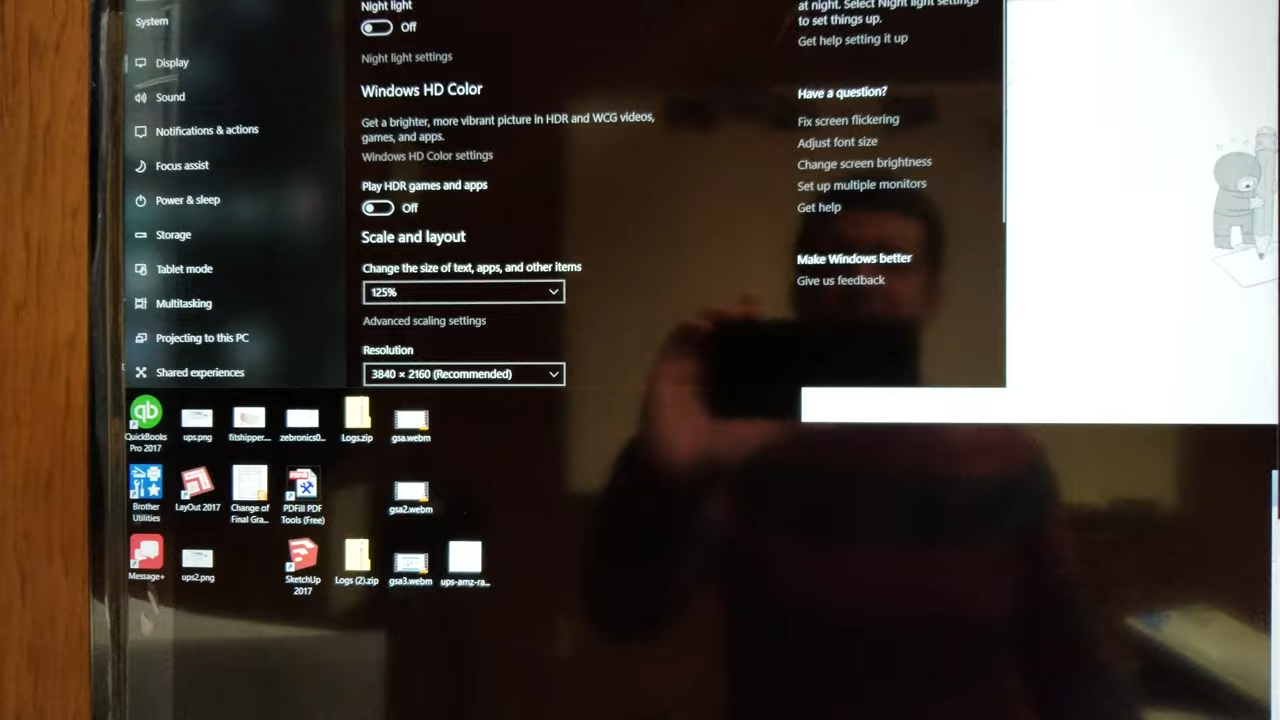 System
Display
Sound
Notifications & actions
Focus assist
Power & sleep
Storage
Tablet mode
Multitasking
Projecting to this PC
Shared experiences
Night light
Off
Night light settings
Windows HD Color
Get a brighter, more vibrant picture in HDR and WCG videos,
games, and apps.
Windows HD Color settings
Play HDR games and apps
Off
Scale and layout
Change the size of text, apps, and other items
125%
Advanced scaling settings
Resolution
3840 × 2160 (Recommended)
at night. Select Night light settings
to set things up.
Get help setting it up
Have a question?
Fix screen flickering
Adjust font size
Change screen brightness
Set up multiple monitors
Get help
Make Windows better
Give us feedback
qb
QuickBooks
Pro 2017
ups.png
fitshipper...
zebronics0...
Logs.zip
gsa.webm
Brother
Utilities
LayOut 2017
Change of
Final Gra...
PDFill PDF
Tools (Free)
gsa2.webm
Message+
ups2.png
SketchUp
2017
Logs (2).zip
gsa3.webm
ups-amz-ra...